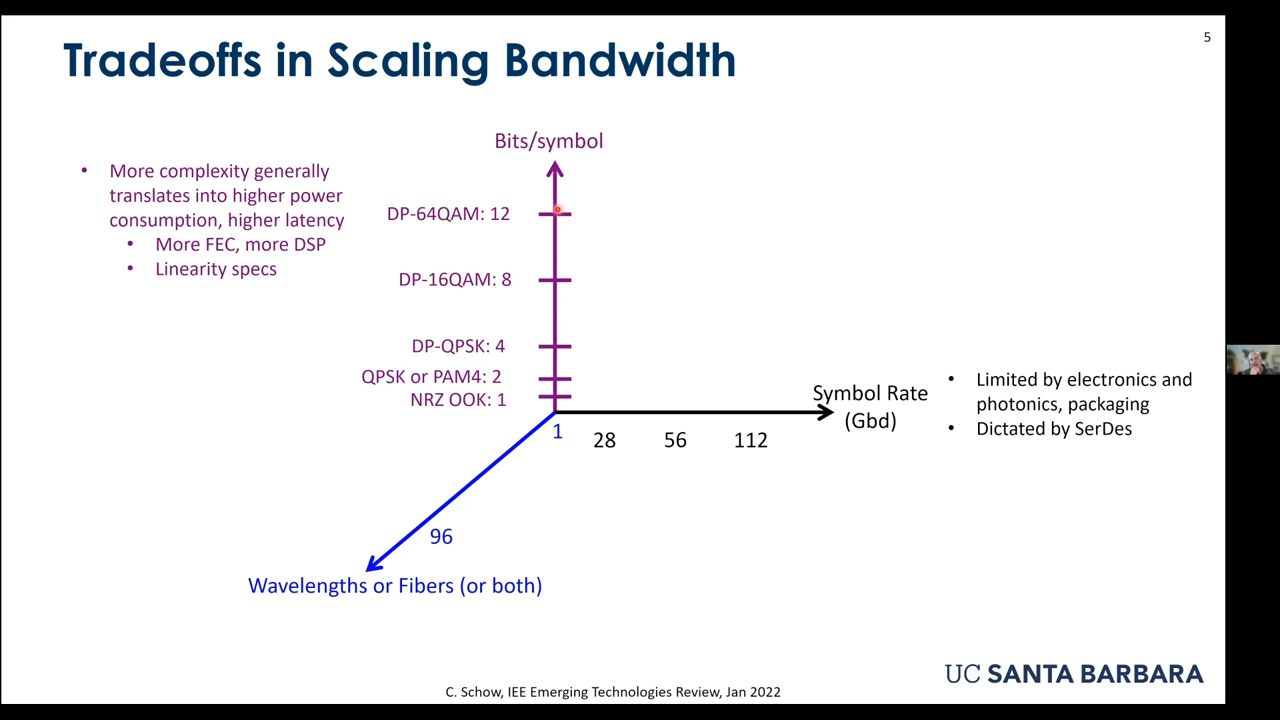 5
Tradeoffs in Scaling Bandwidth
Bits/symbol
• More complexity generally
translates into higher power
consumption, higher latency
• More FEC, more DSP
• Linearity specs
DP-64QAM: 12
DP-16QAM: 8
DP-QPSK: 4
QPSK or PAM4: 2
NRZ OOK: 1
Symbol Rate
(Gbd)
• Limited by electronics and
photonics, packaging
• Dictated by SerDes
1
28
56
112
96
Wavelengths or Fibers (or both)
UC SANTA BARBARA
C. Schow, IEE Emerging Technologies Review, Jan 2022